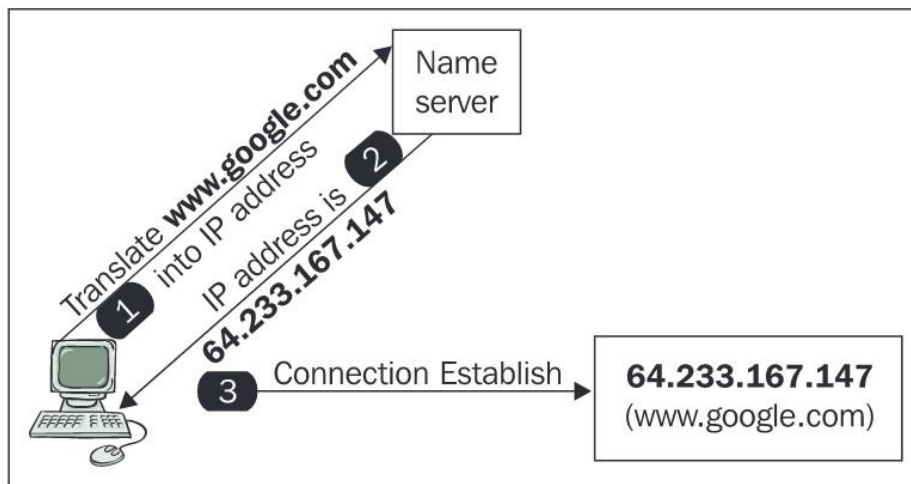 Name
server
Translate www.google.com
1 into IP address
2
IP address is
64.233.167.147
3 Connection Establish
64.233.167.147
(www.google.com)